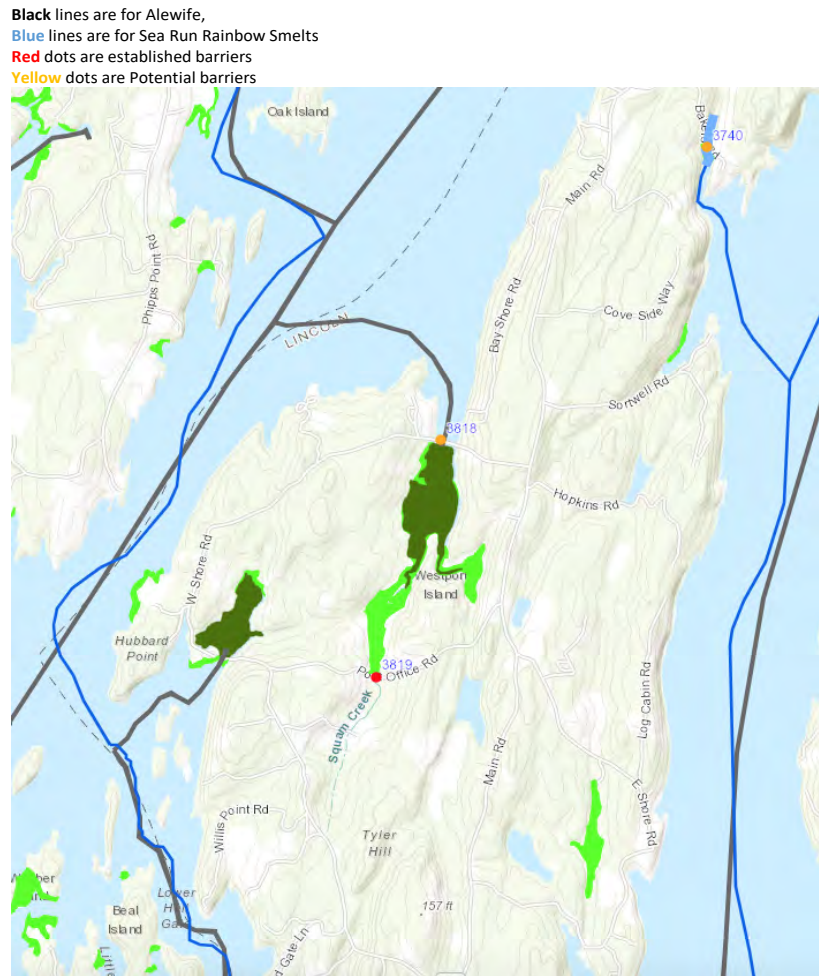 Black lines are for Alewife,
Blue lines are for Sea Run Rainbow Smelts
Red dots are established barriers
Yellow dots are Potential barriers
Oak Island
3740
Main Rd
Phipps Point Rd
LINCOLN
Bay Shore Rd
Cove Side Way
Sortwell Rd
3818
Hopkins Rd
W Shore Rd
Westport
Island
Hubbard
Point
3819
Post Office Rd
Squam Creek
Log Cabin Rd
Main Rd
E Shore Rd
Willis Point Rd
Tyler
Hill
157 ft
Beal
Island
Lower
Little
d Gate Ln